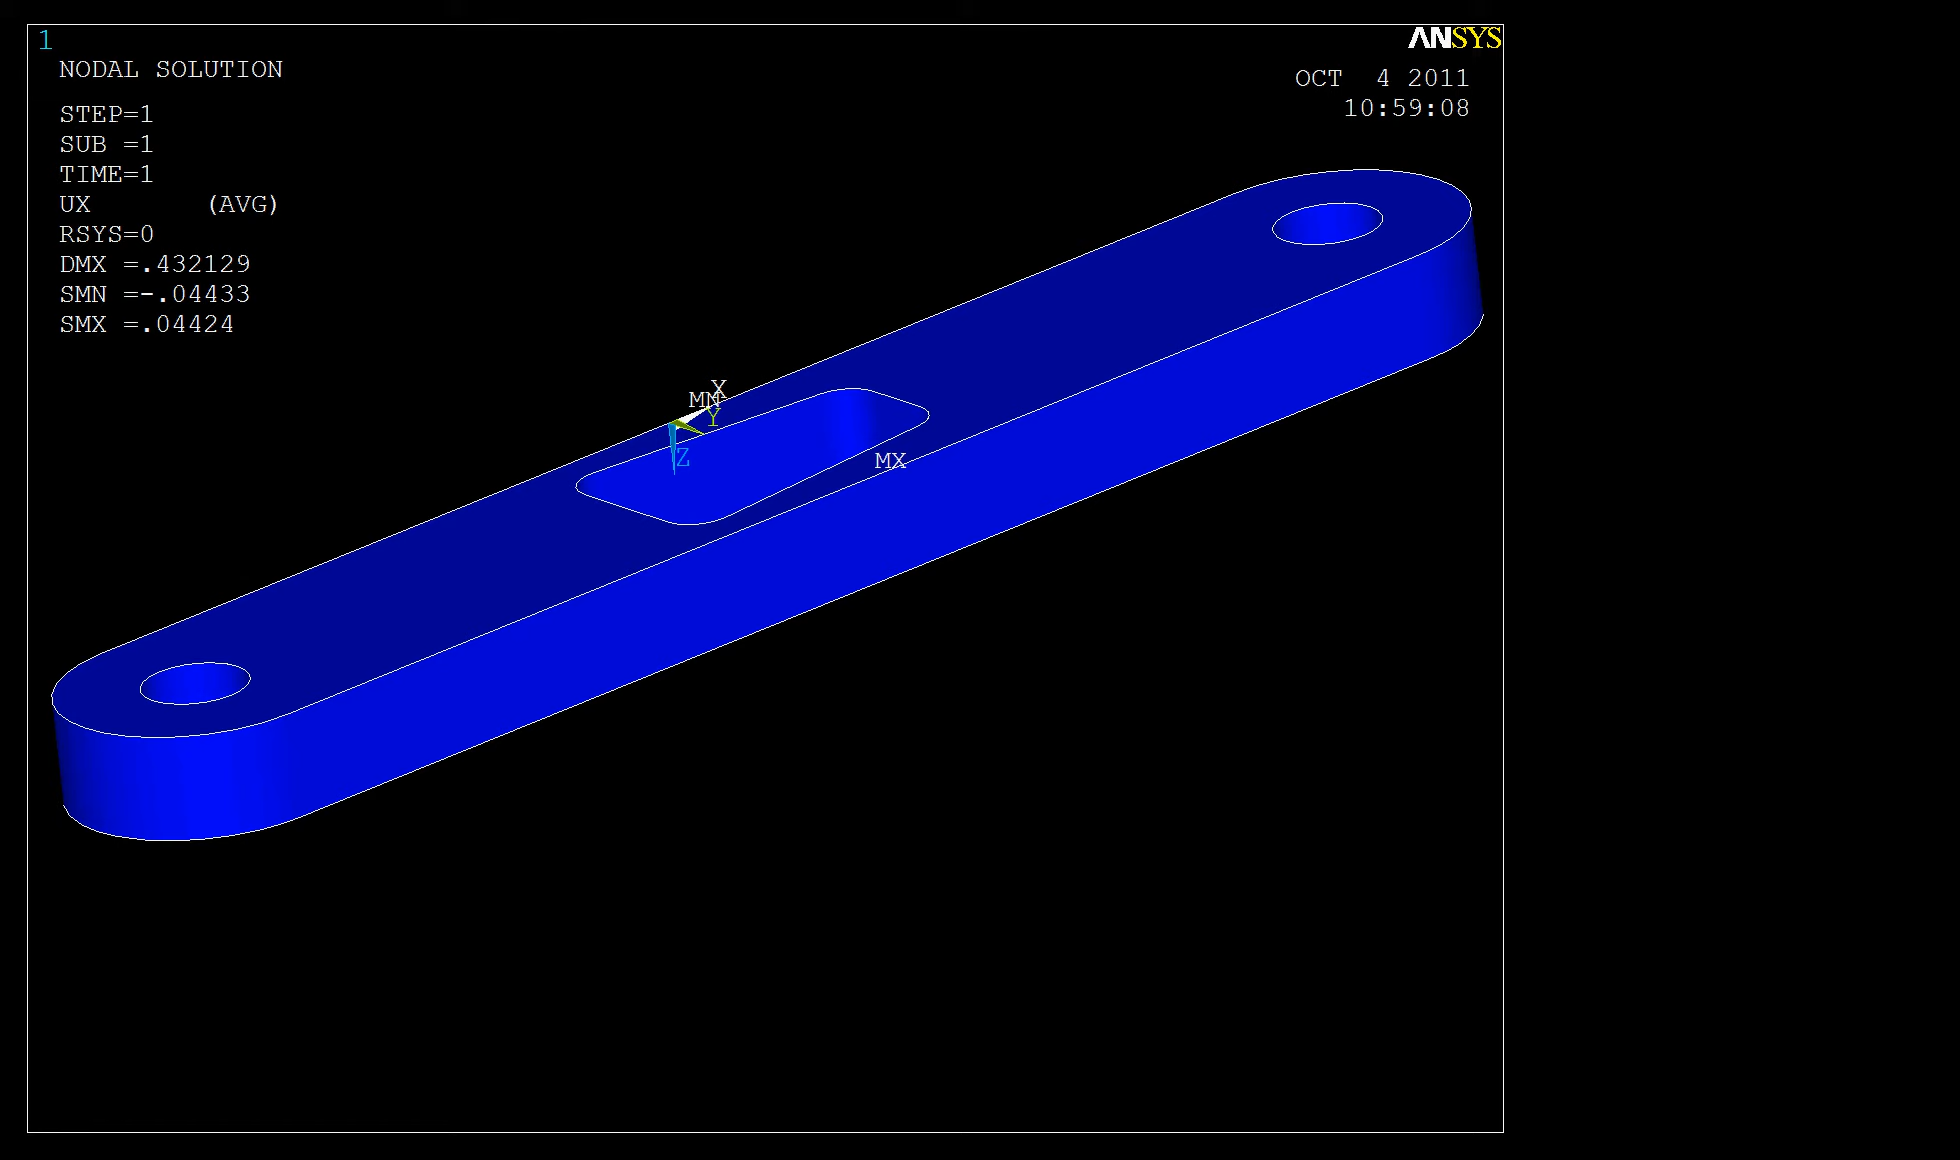 1
ANSYS
NODAL SOLUTION
OCT  4 2011
10:59:08
STEP=1
SUB =1
TIME=1
UX       (AVG)
RSYS=0
DMX =.432129
SMN =-.04433
SMX =.04424
X
MN
Y
Z
MX